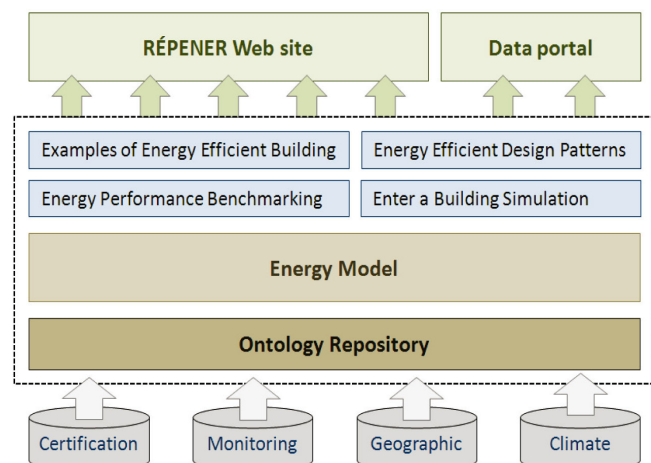 RÉPENER Web site
Data portal
Examples of Energy Efficient Building
Energy Efficient Design Patterns
Energy Performance Benchmarking
Enter a Building Simulation
Energy Model
Ontology Repository
Certification
Monitoring
Geographic
Climate